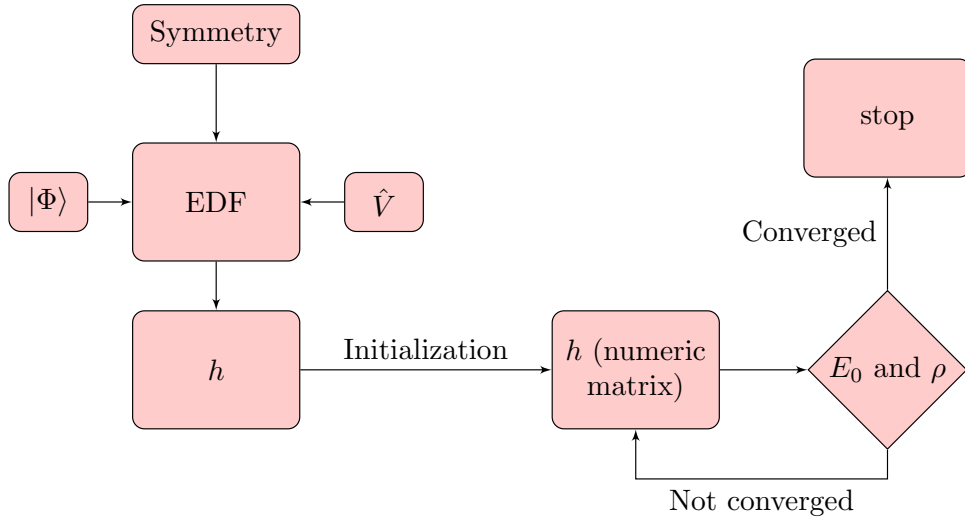 Symmetry
stop
|Φ⟩
EDF
V̂
Converged
h
Initialization
h (numeric
matrix)
E₀ and ρ
Not converged